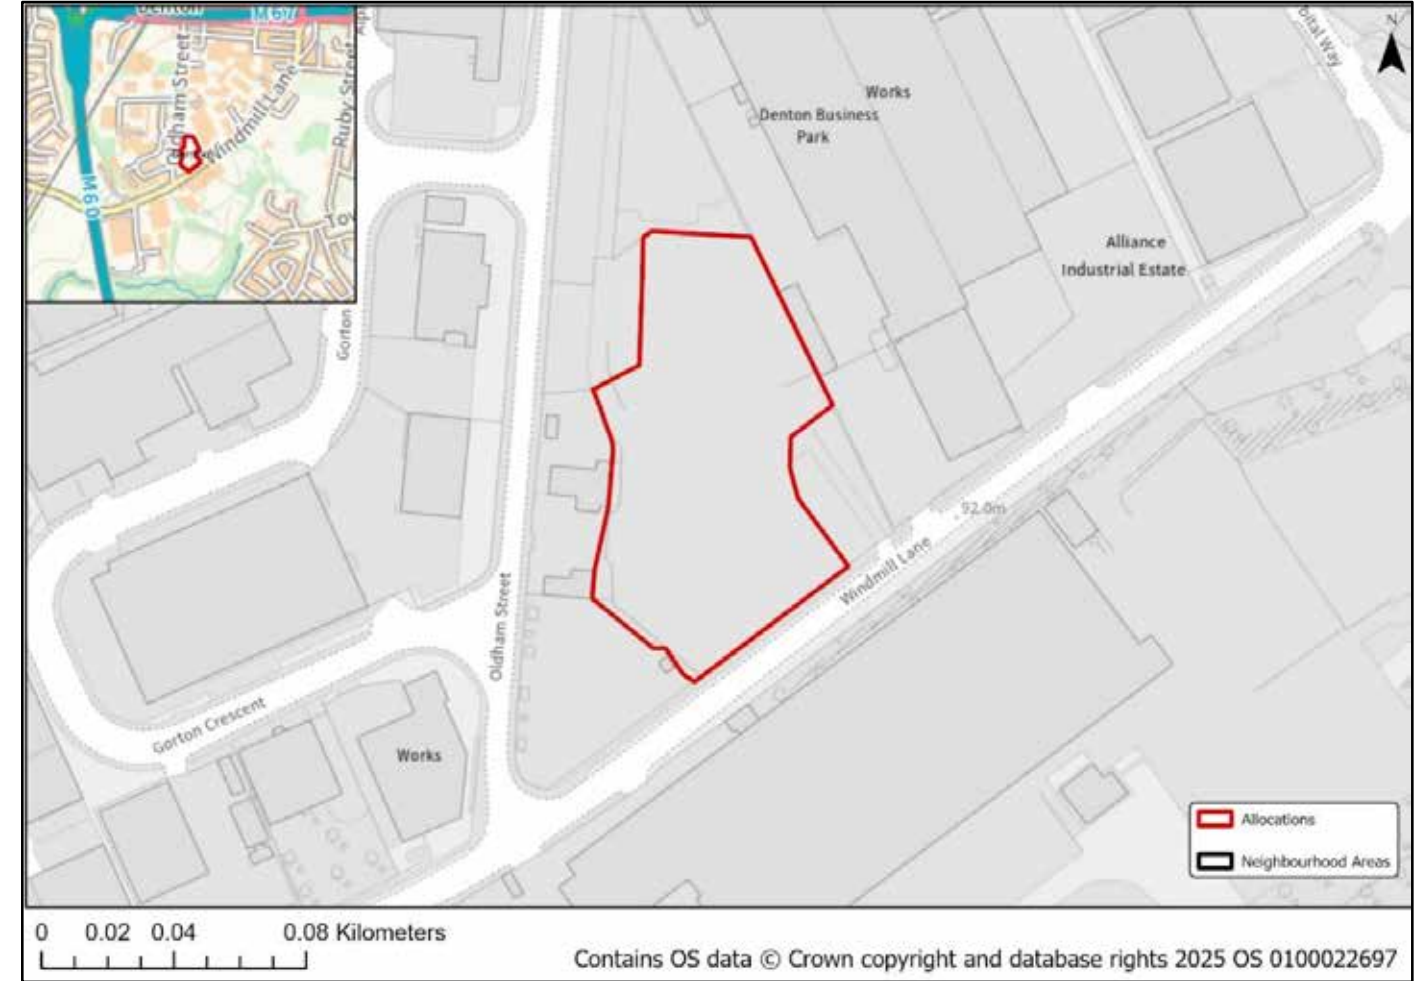 Denton
M67
Oldham Street
Windmill Lane
Ruby Street
M60
N
Works
Denton Business
Park
Alliance
Industrial Estate
Gorton
92.0m
Windmill Lane
Oldham Street
Gorton Crescent
Works
Allocations
Neighbourhood Areas
0 0.02 0.04 0.08 Kilometers
Contains OS data © Crown copyright and database rights 2025 OS 0100022697